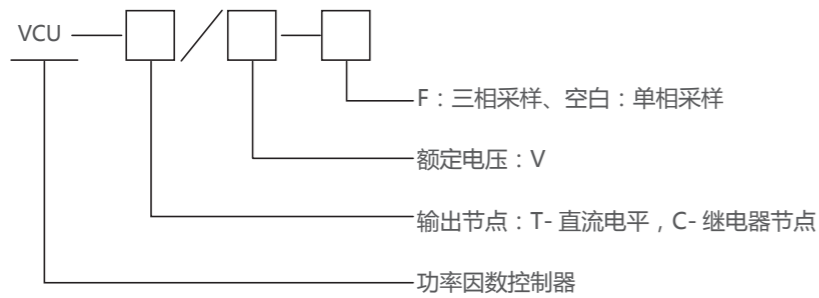 VCU
F：三相采样、空白：单相采样
额定电压：V
输出节点：T- 直流电平，C- 继电器节点
功率因数控制器